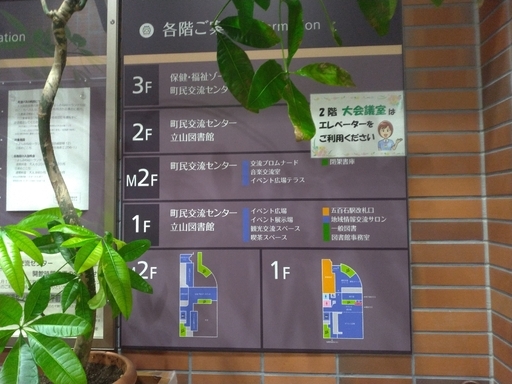 各階ご
rmation
ation
3F
保健・福祉ゾー
町民交流センタ
2F
町民交流センター
立山図書館
2階 大会議室は
エレベーターを
ご利用ください
M2F
町民交流センター
交流プロムナード
音楽交流室
イベント広場テラス
閉架書庫
1F
町民交流センター
立山図書館
イベント広場
イベント展示場
観光交流スペース
喫茶スペース
五百石駅改札口
地域情報交流サロン
一般図書
図書館事務室
2F
1F